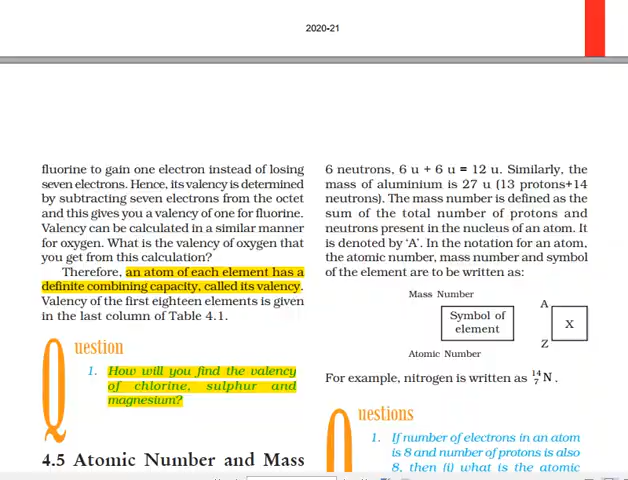 2020-21
fluorine to gain one electron instead of losing
seven electrons. Hence, its valency is determined
by subtracting seven electrons from the octet
and this gives you a valency of one for fluorine.
Valency can be calculated in a similar manner
for oxygen. What is the valency of oxygen that
you get from this calculation?
Therefore, an atom of each element has a
definite combining capacity, called its valency.
Valency of the first eighteen elements is given
in the last column of Table 4.1.
Question
1. How will you find the valency
of chlorine, sulphur and
magnesium?
4.5 Atomic Number and Mass
6 neutrons, 6 u + 6 u = 12 u. Similarly, the
mass of aluminium is 27 u (13 protons+14
neutrons). The mass number is defined as the
sum of the total number of protons and
neutrons present in the nucleus of an atom. It
is denoted by ‘A’. In the notation for an atom,
the atomic number, mass number and symbol
of the element are to be written as:
Mass Number
Symbol of
element
Atomic Number
A
X
Z
For example, nitrogen is written as ¹⁴₇N .
Questions
1. If number of electrons in an atom
is 8 and number of protons is also
8, then (i) what is the atomic